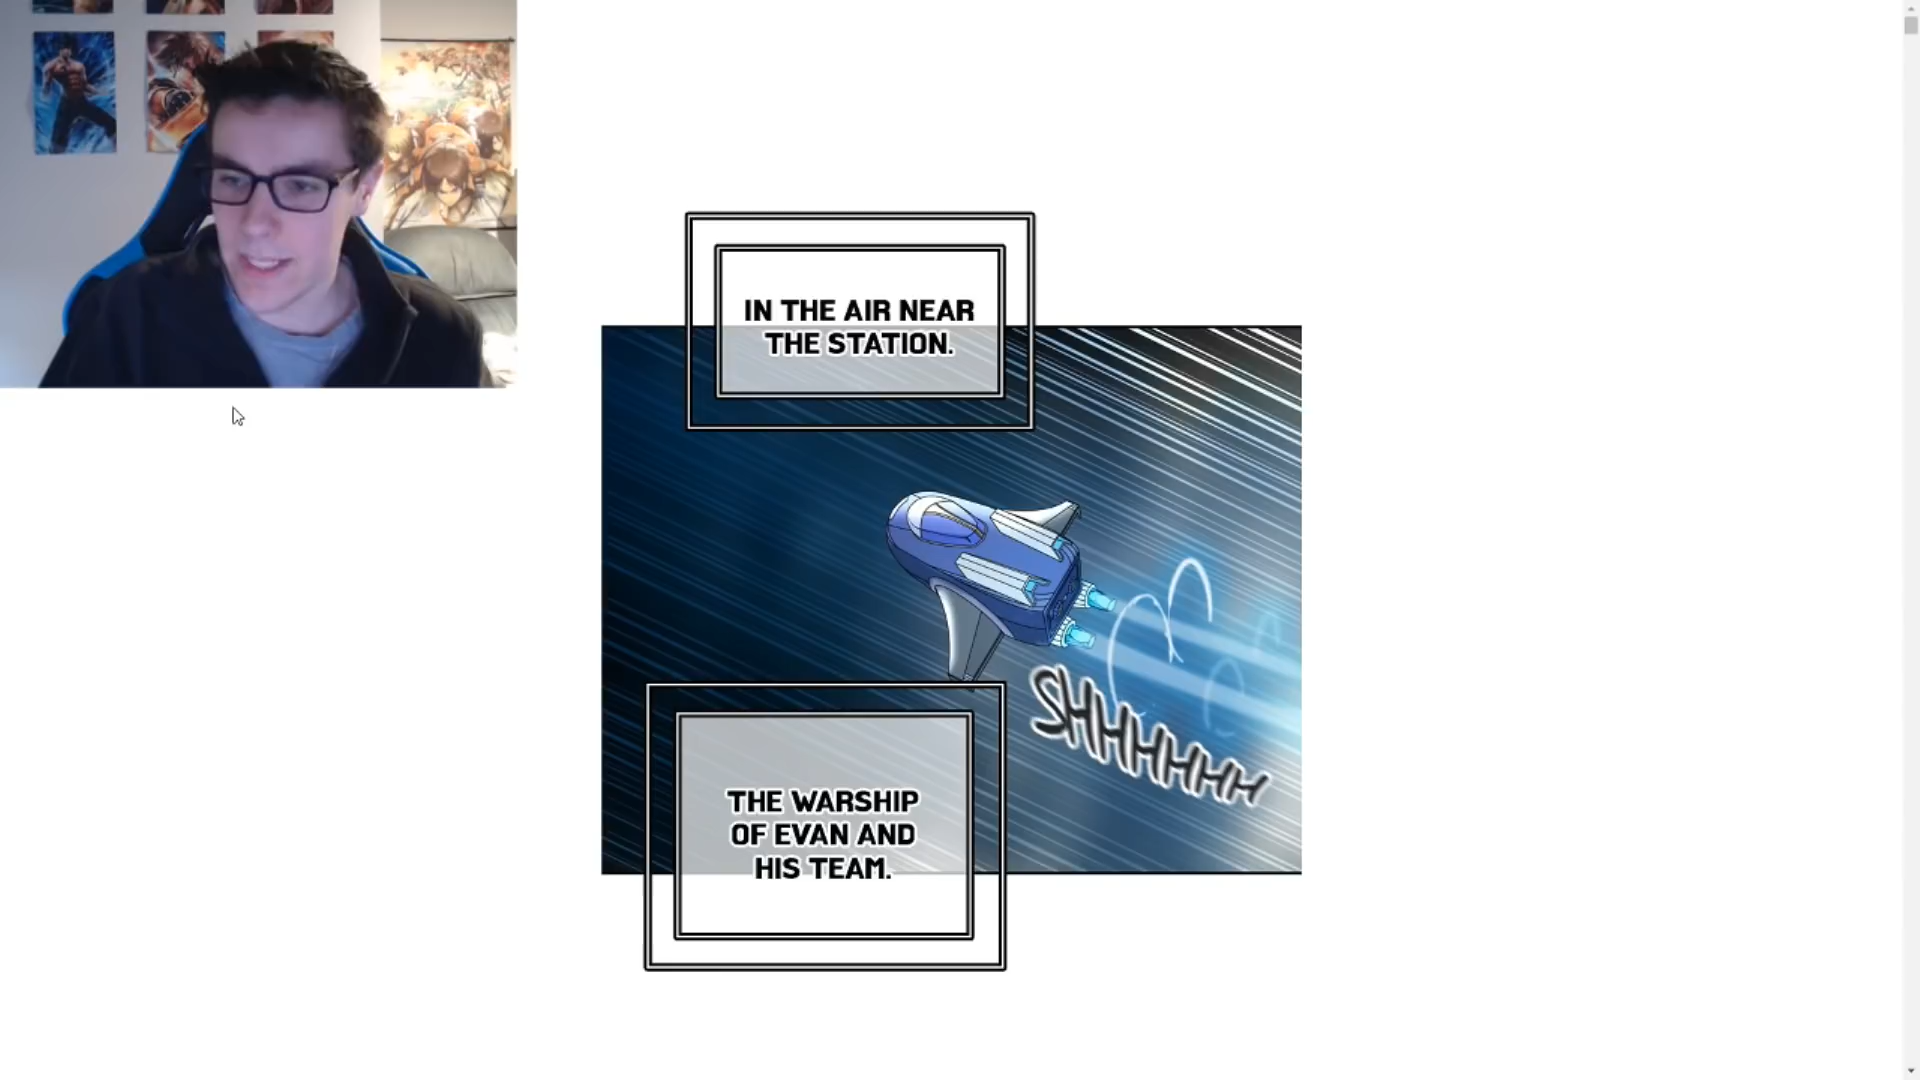 IN THE AIR NEAR
THE STATION.
SHHHHHH
THE WARSHIP
OF EVAN AND
HIS TEAM.